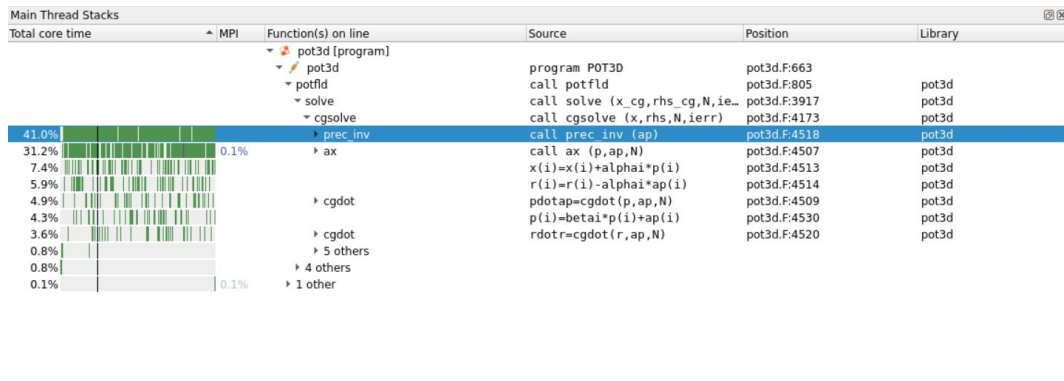 Main Thread Stacks
Total core time MPI Function(s) on line Source Position Library
pot3d [program]
pot3d program POT3D pot3d.F:663
potfld call potfld pot3d.F:805 pot3d
solve call solve (x_cg,rhs_cg,N,ie… pot3d.F:3917 pot3d
cgsolve call cgsolve (x,rhs,N,ierr) pot3d.F:4173 pot3d
41.0% prec_inv call prec_inv (ap) pot3d.F:4518 pot3d
31.2% 0.1% ax call ax (p,ap,N) pot3d.F:4507 pot3d
7.4% x(i)=x(i)+alphai*p(i) pot3d.F:4513 pot3d
5.9% r(i)=r(i)-alphai*ap(i) pot3d.F:4514 pot3d
4.9% cgdot pdotap=cgdot(p,ap,N) pot3d.F:4509 pot3d
4.3% p(i)=betai*p(i)+ap(i) pot3d.F:4530 pot3d
3.6% cgdot rdotr=cgdot(r,ap,N) pot3d.F:4520 pot3d
0.8% 5 others
0.8% 4 others
0.1% 0.1% 1 other